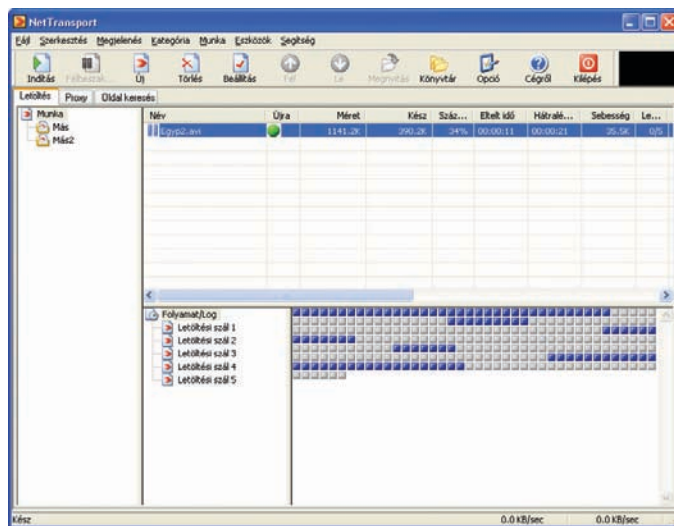 NetTransport
Fájl Szerkesztés Megjelenés Kategória Munka Eszközök Segítség
Indítás Új Törlés Beállítás Fel Le Megnyitás Könyvtár Opció Cégről Kilépés
Letöltés Proxy Oldal keresés
Munka
Más
Más2
Név Újra Méret Kész Száz... Eltelt idő Hátralé... Sebesség Le...
Egyp2.avi 1141.2K 390.2K 34% 00:00:11 00:00:21 35.5K 0/5
Folyamat/Log
Letöltési szál 1
Letöltési szál 2
Letöltési szál 3
Letöltési szál 4
Letöltési szál 5
Kész 0.0 KB/sec 0.0 KB/sec